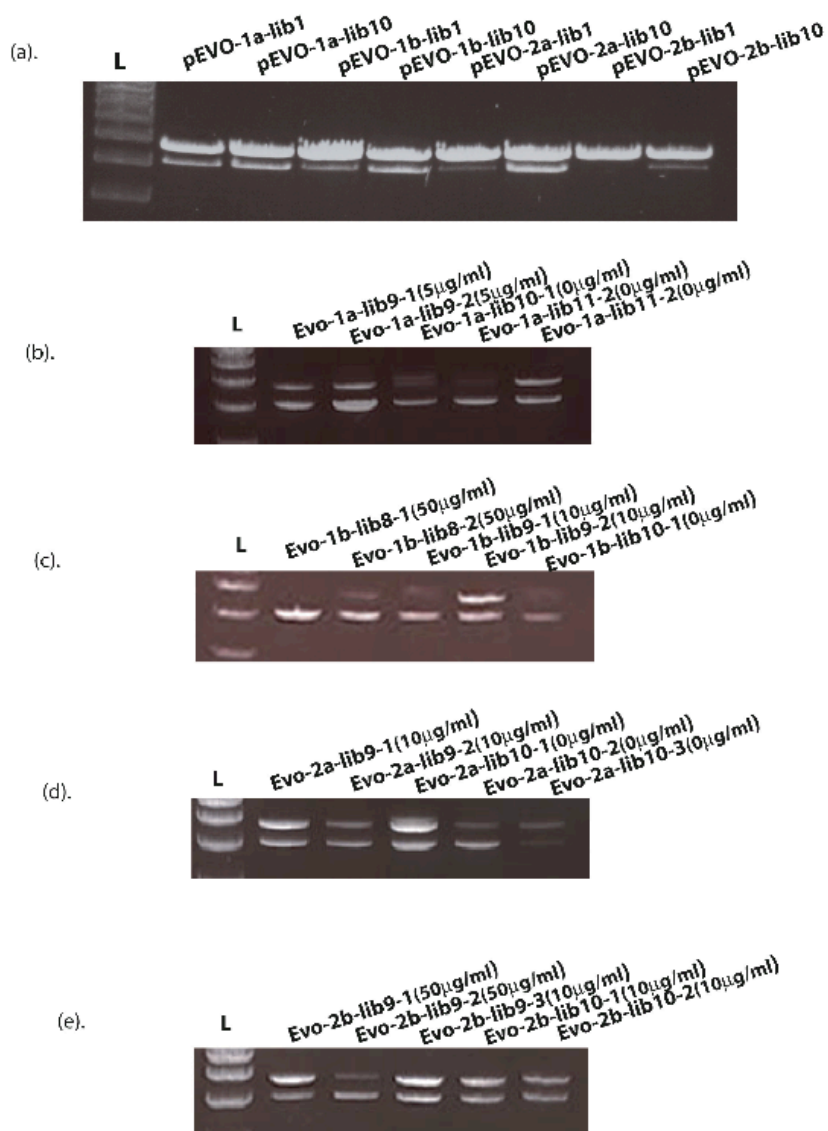 (a).
L
pEVO-1a-lib1
pEVO-1a-lib10
pEVO-1b-lib1
pEVO-1b-lib10
pEVO-2a-lib1
pEVO-2a-lib10
pEVO-2b-lib1
pEVO-2b-lib10
(b).
L
Evo-1a-lib9-1(5µg/ml)
Evo-1a-lib9-2(5µg/ml)
Evo-1a-lib10-1(0µg/ml)
Evo-1a-lib11-2(0µg/ml)
Evo-1a-lib11-2(0µg/ml)
(c).
L
Evo-1b-lib8-1(50µg/ml)
Evo-1b-lib8-2(50µg/ml)
Evo-1b-lib9-1(10µg/ml)
Evo-1b-lib9-2(10µg/ml)
Evo-1b-lib10-1(0µg/ml)
(d).
L
Evo-2a-lib9-1(10µg/ml)
Evo-2a-lib9-2(10µg/ml)
Evo-2a-lib10-1(0µg/ml)
Evo-2a-lib10-2(0µg/ml)
Evo-2a-lib10-3(0µg/ml)
(e).
L
Evo-2b-lib9-1(50µg/ml)
Evo-2b-lib9-2(50µg/ml)
Evo-2b-lib9-3(10µg/ml)
Evo-2b-lib10-1(10µg/ml)
Evo-2b-lib10-2(10µg/ml)